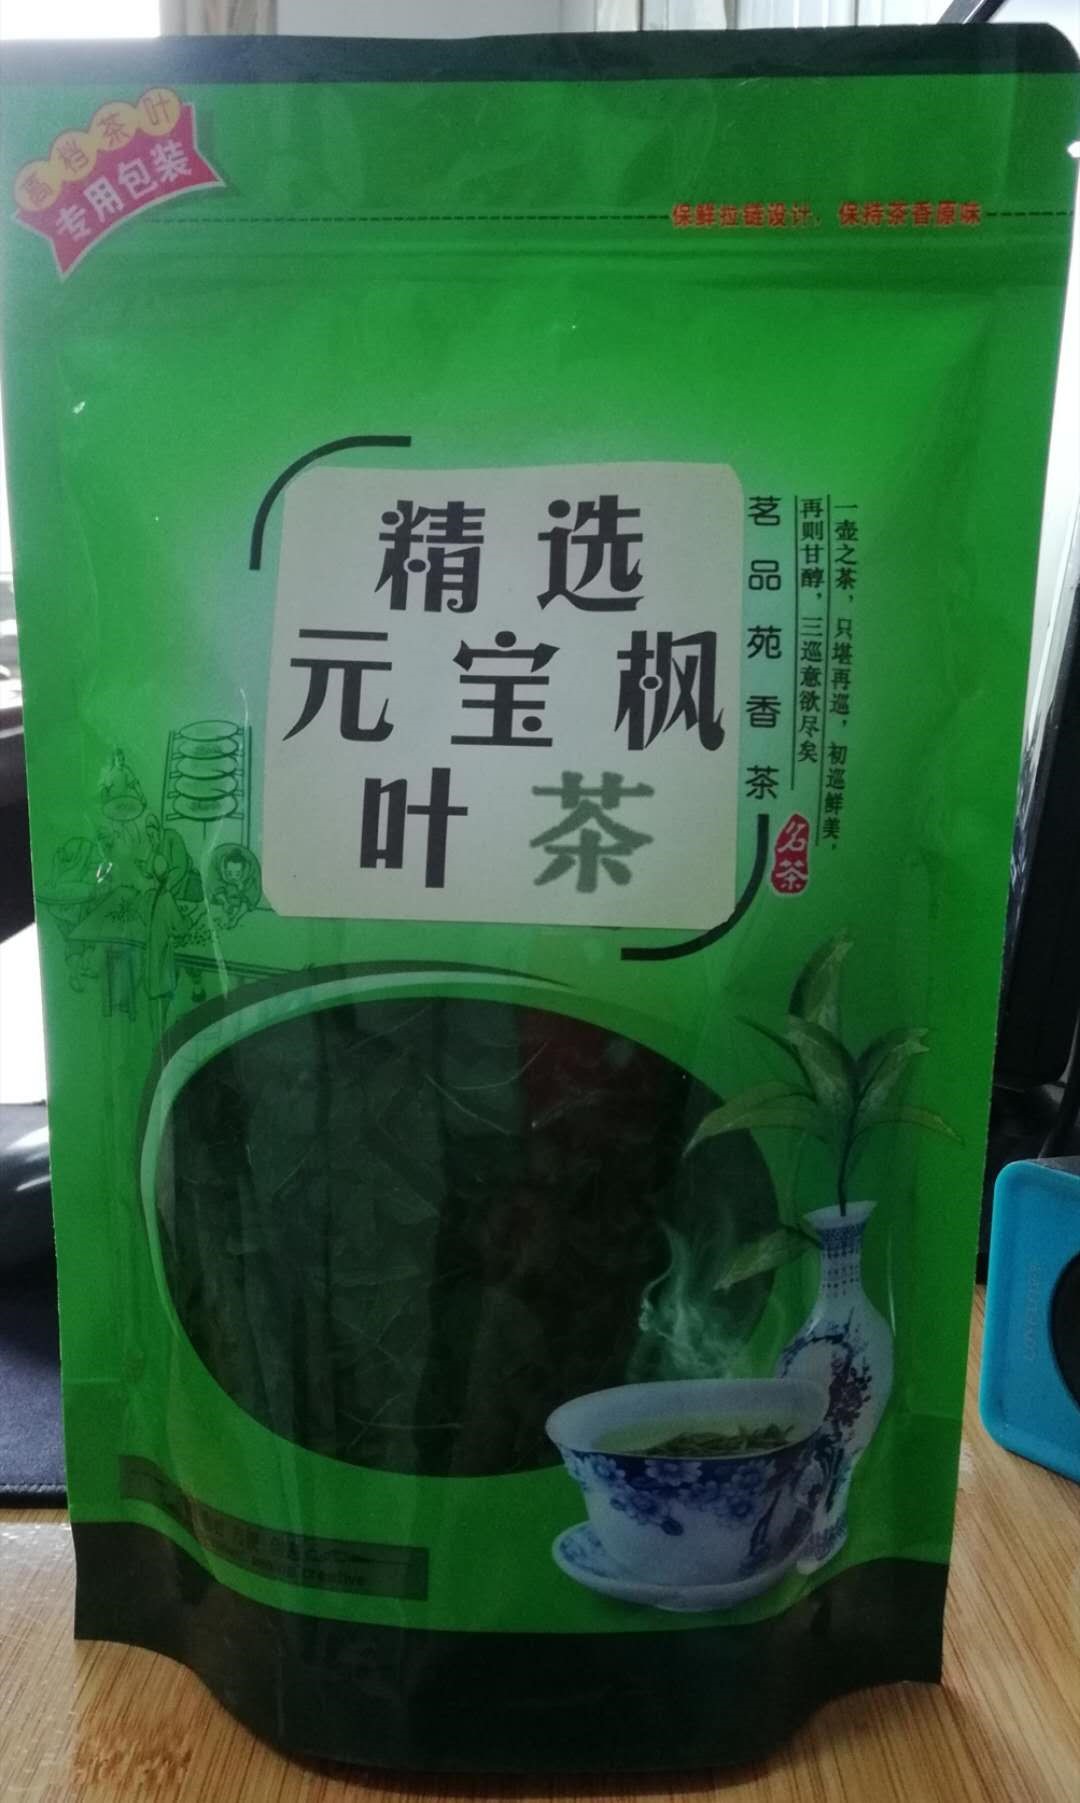 高档茶叶
专用包装
保鲜拉链设计，保持茶香原味
精选
元宝枫
叶茶
茗品苑香茶
一壶之茶，只堪再巡，初巡鲜美，
再则甘醇，三巡意欲尽矣
名茶
creative